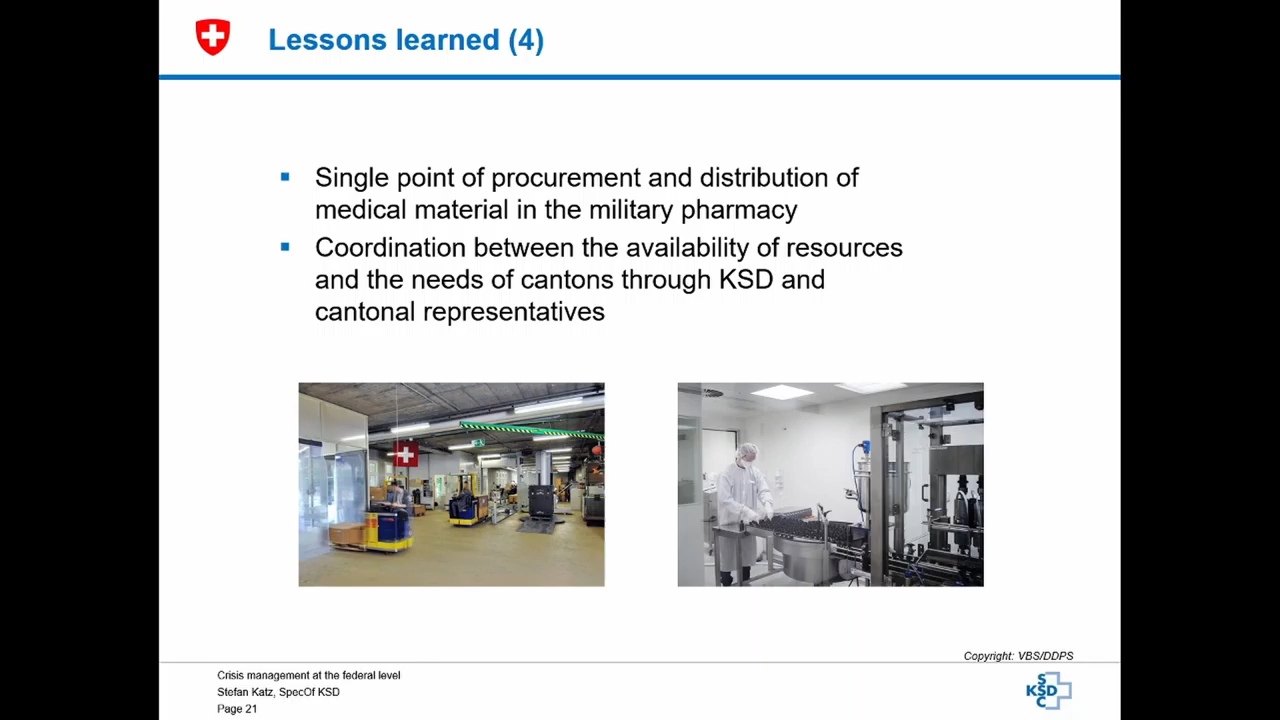 Lessons learned (4)
Single point of procurement and distribution of
medical material in the military pharmacy
Coordination between the availability of resources
and the needs of cantons through KSD and
cantonal representatives
Copyright: VBS/DDPS
Crisis management at the federal level
Stefan Katz, SpecOf KSD
Page 21
S
KSD
C